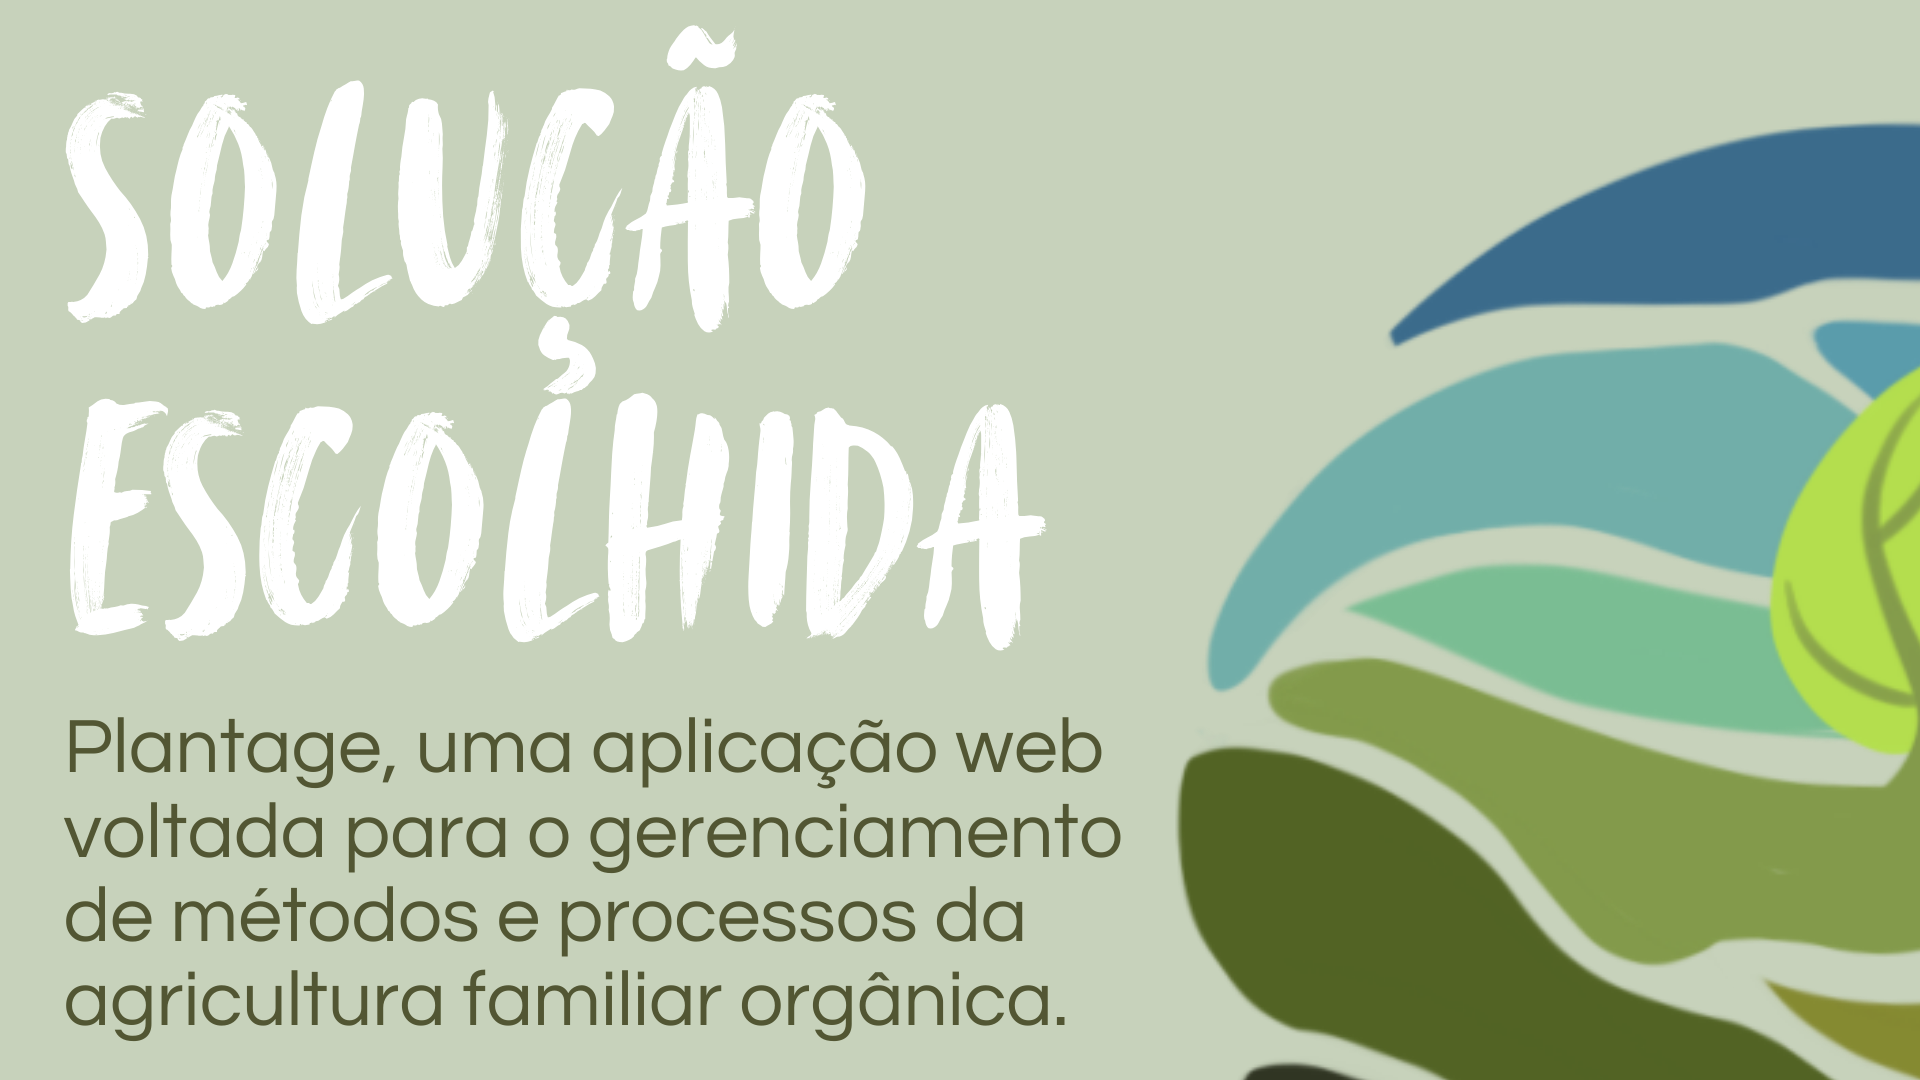 SOLUÇÃO
ESCOLHIDA
Plantage, uma aplicação web
voltada para o gerenciamento
de métodos e processos da
agricultura familiar orgânica.